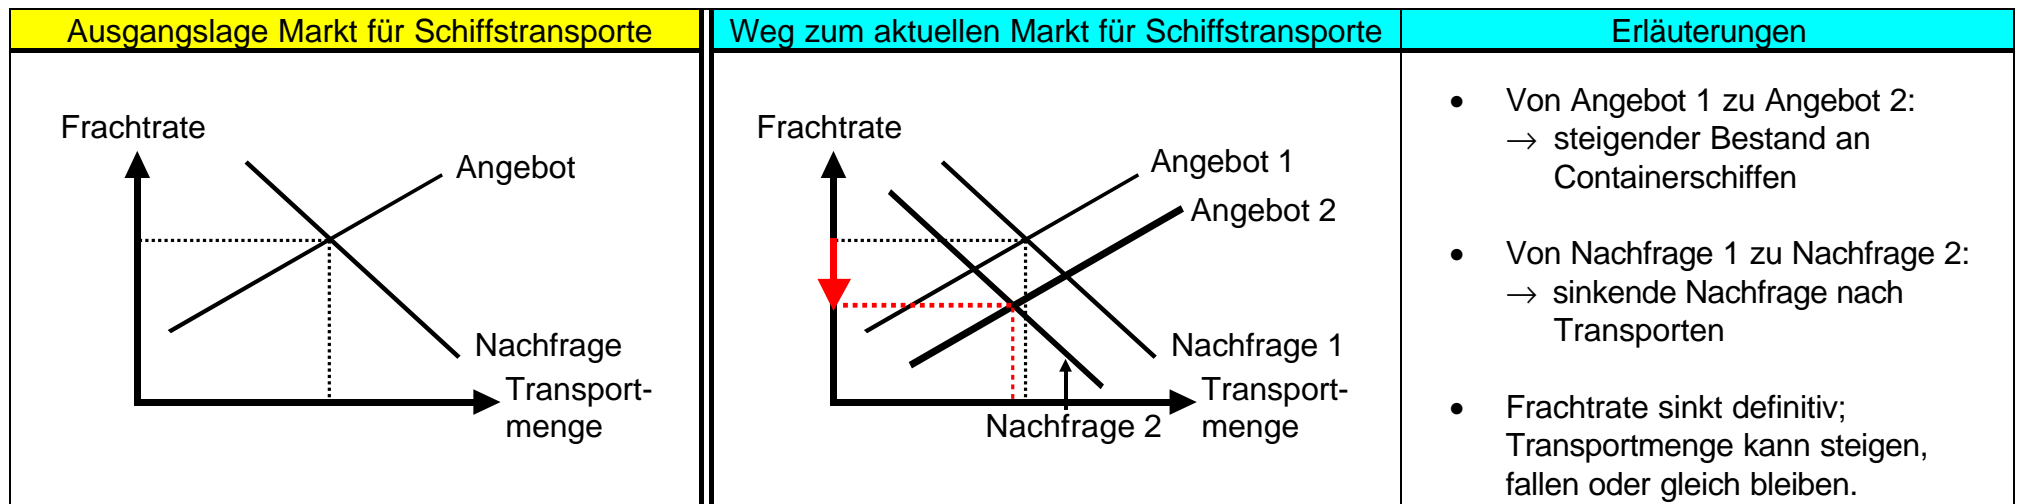 Ausgangslage Markt für Schiffstransporte
Frachtrate
Angebot
Nachfrage
Transport-
menge
Weg zum aktuellen Markt für Schiffstransporte
Frachtrate
Angebot 1
Angebot 2
Nachfrage 1
Transport-
menge
Nachfrage 2
Erläuterungen
• Von Angebot 1 zu Angebot 2:
→ steigender Bestand an
Containerschiffen
• Von Nachfrage 1 zu Nachfrage 2:
→ sinkende Nachfrage nach
Transporten
• Frachtrate sinkt definitiv;
Transportmenge kann steigen,
fallen oder gleich bleiben.